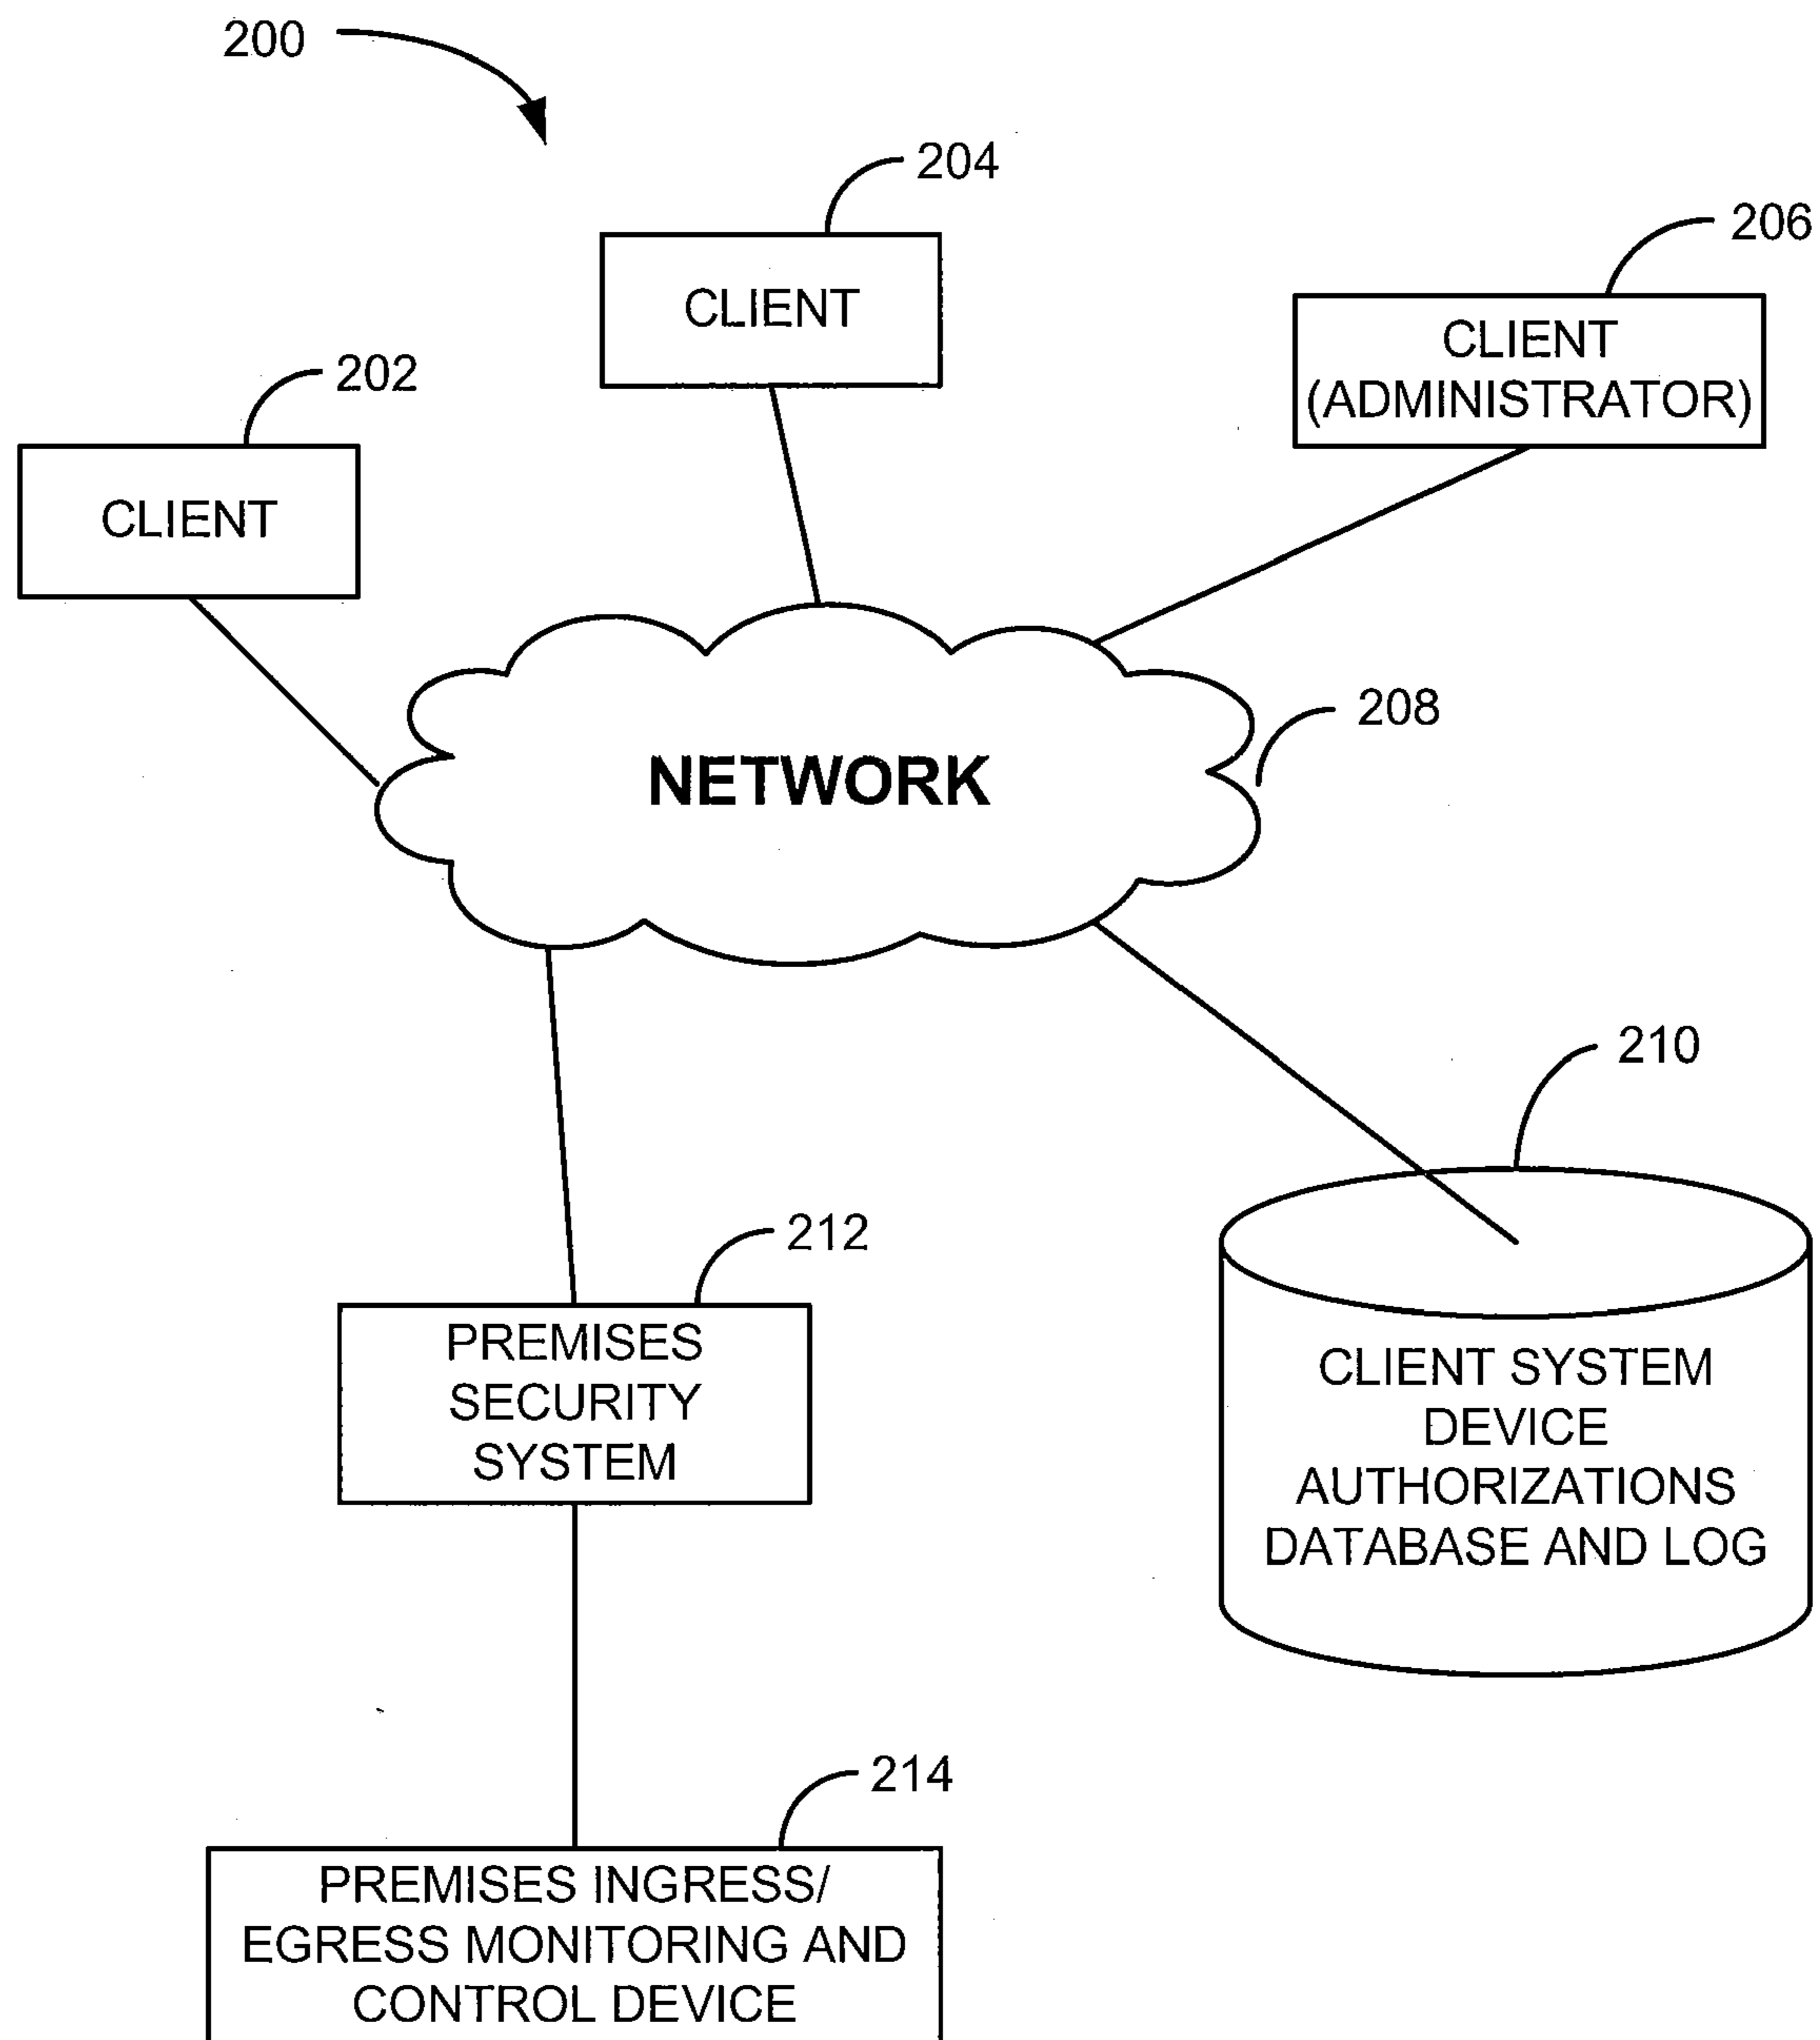 200
204
CLIENT
206
CLIENT
(ADMINISTRATOR)
202
CLIENT
208
NETWORK
210
212
PREMISES
SECURITY
SYSTEM
CLIENT SYSTEM
DEVICE
AUTHORIZATIONS
DATABASE AND LOG
214
PREMISES INGRESS/
EGRESS MONITORING AND
CONTROL DEVICE